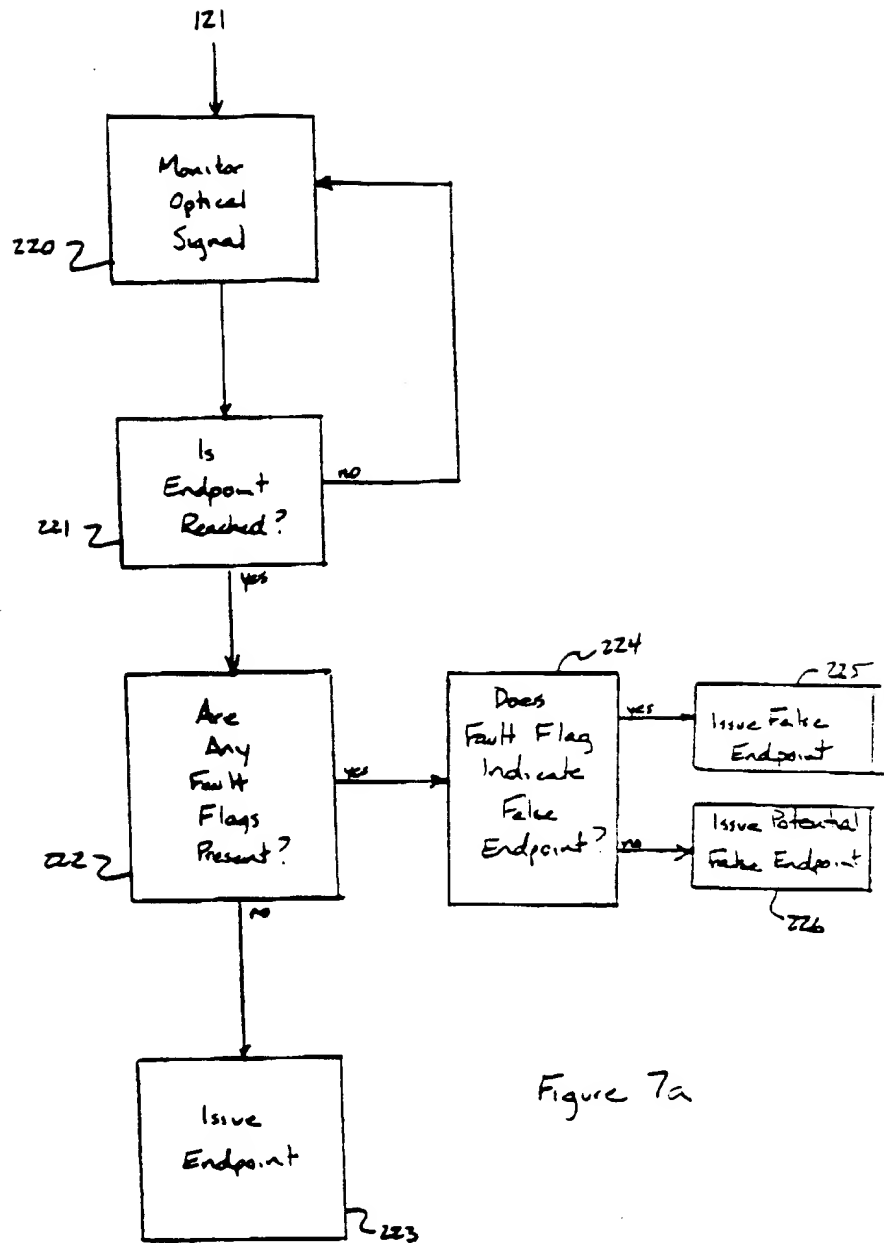 121
Monitor
Optical
Signal
220
Is
Endpoint
Reached?
no
221
yes
Are
Any
Fault
Flags
Present?
yes
222
no
224
Does
Fault Flag
Indicate
False
Endpoint?
yes
no
225
Issue False
Endpoint
Issue Potential
False Endpoint
226
Issue
Endpoint
223
Figure 7a